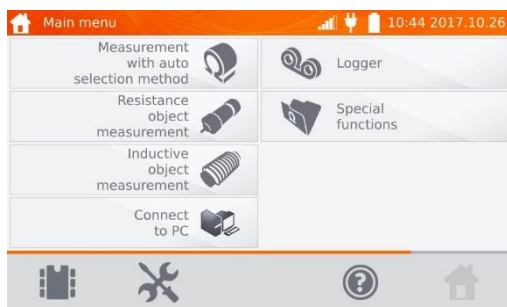 Main menu
10:44 2017.10.26
Measurement
with auto
selection method
Logger
Resistance
object
measurement
Special
functions
Inductive
object
measurement
Connect
to PC